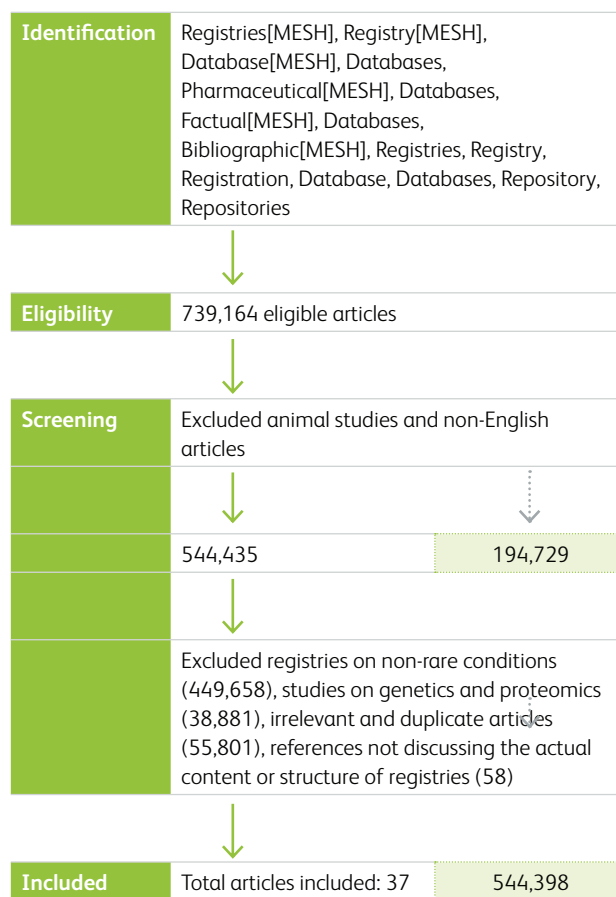 Identification
Registries[MESH], Registry[MESH],
Database[MESH], Databases,
Pharmaceutical[MESH], Databases,
Factual[MESH], Databases,
Bibliographic[MESH], Registries, Registry,
Registration, Database, Databases, Repository,
Repositories
Eligibility
739,164 eligible articles
Screening
Excluded animal studies and non-English
articles
544,435
194,729
Excluded registries on non-rare conditions
(449,658), studies on genetics and proteomics
(38,881), irrelevant and duplicate articles
(55,801), references not discussing the actual
content or structure of registries (58)
Included
Total articles included: 37
544,398